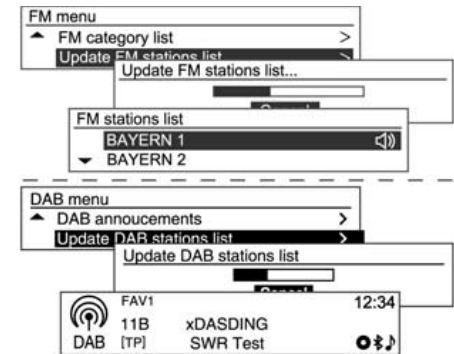 FM menu
FM category list >
Update FM stations list >
Update FM stations list...
Cancel
FM stations list
BAYERN 1
BAYERN 2
DAB menu
DAB annoucements >
Update DAB stations list >
Update DAB stations list
Cancel
FAV1 12:34
11B xDASDING
DAB [TP] SWR Test